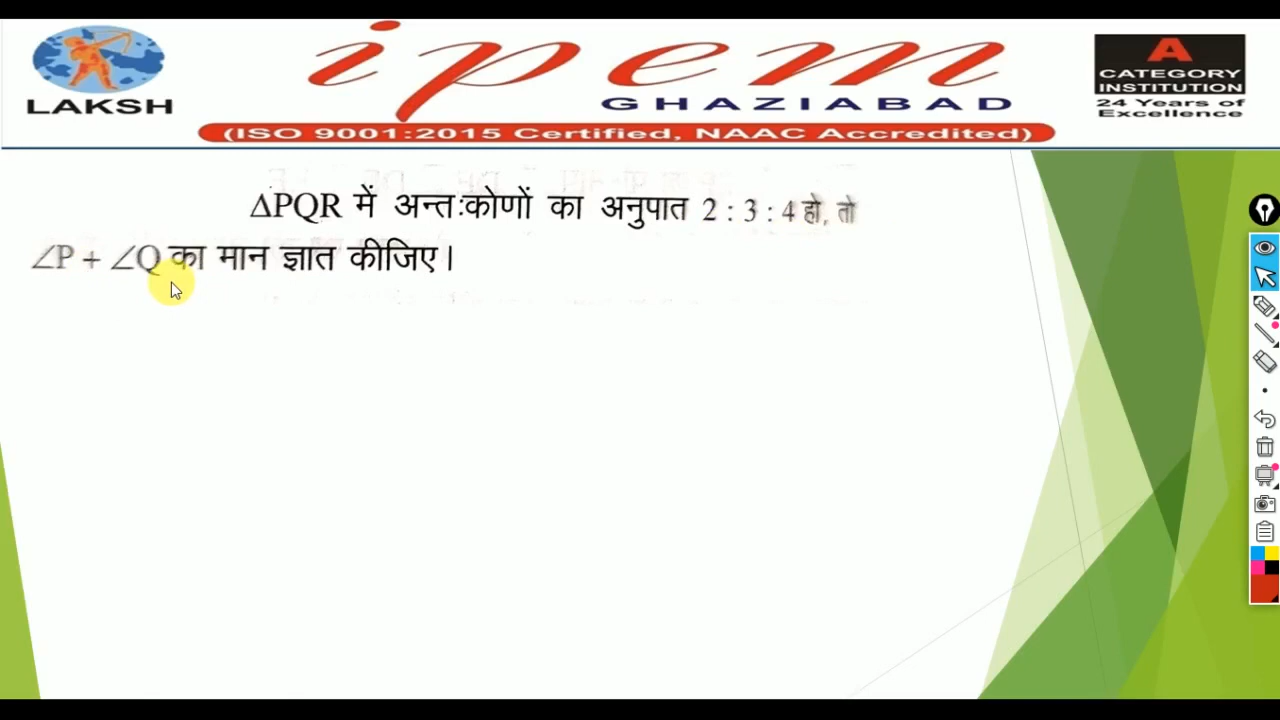 LAKSH
ipem
GHAZIABAD
(ISO 9001:2015 Certified, NAAC Accredited)
A
CATEGORY
INSTITUTION
24 Years of
Excellence
ΔPQR में अन्तःकोणों का अनुपात 2 : 3 : 4 हो, तो
∠P + ∠Q का मान ज्ञात कीजिए।